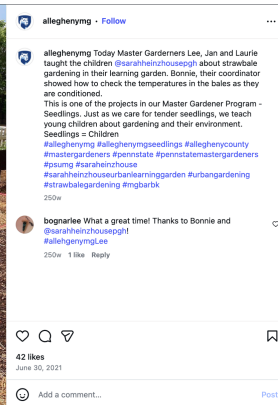 alleghenymg • Follow
alleghenymg Today Master Garderners Lee, Jan and Laurie
taught the children @sarahheinzhousepgh about strawbale
gardening in their learning garden. Bonnie, their coordinator
showed how to check the temperatures in the bales as they
are conditioned.
This is one of the projects in our Master Gardener Program -
Seedlings. Just as we care for tender seedlings, we teach
young children about gardening and their environment.
Seedlings = Children
#alleghenymg #alleghenymgseedlings #alleghenycounty
#mastergardeners #pennstate #pennstatemastergardeners
#psumg #saraheinzhouse
#sarahheinzhouseurbanlearninggarden #urbangardening
#strawbalegardening #mgbarbk
250w
bognarlee What a great time! Thanks to Bonnie and
@sarahheinzhousepgh!
#allehgenymgLee
250w 1 like Reply
42 likes
June 30, 2021
Add a comment...
Post